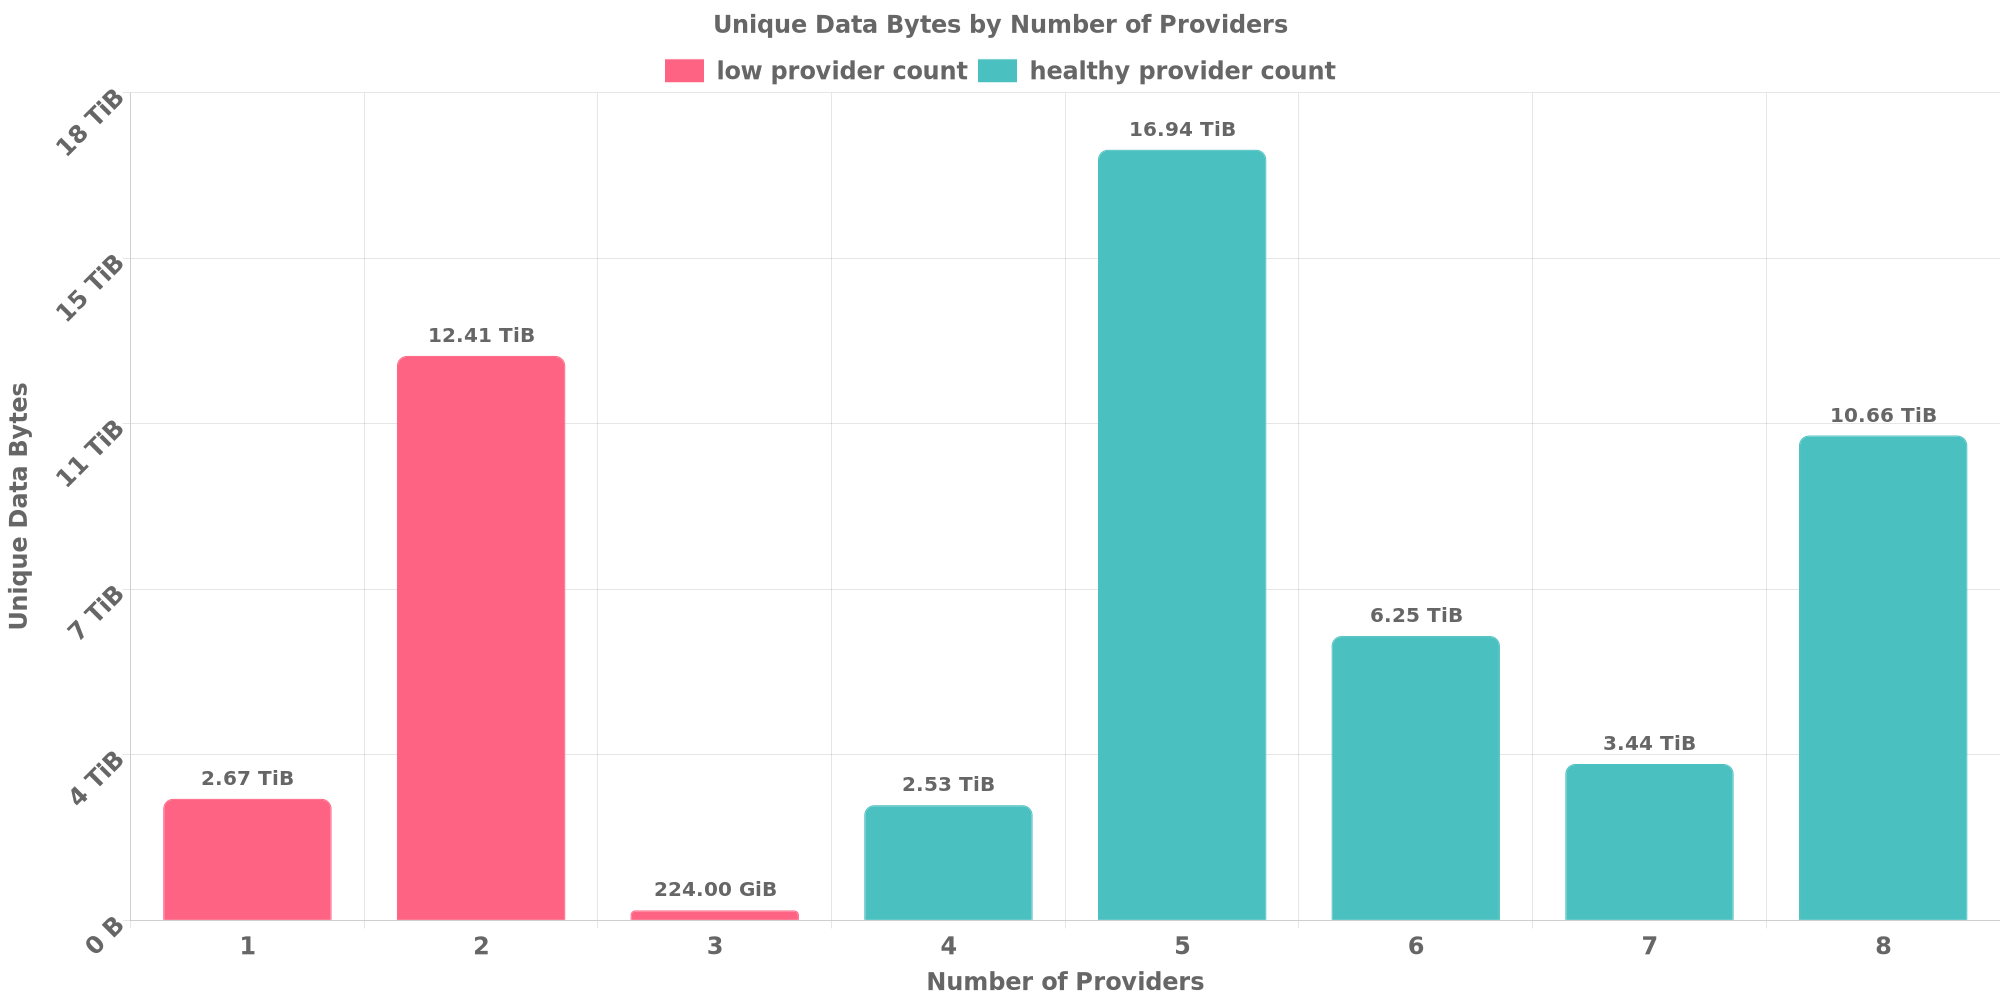 Unique Data Bytes by Number of Providers
low provider count healthy provider count
18 TiB
15 TiB
11 TiB
7 TiB
4 TiB
0 B
Unique Data Bytes
2.67 TiB
12.41 TiB
224.00 GiB
2.53 TiB
16.94 TiB
6.25 TiB
3.44 TiB
10.66 TiB
1 2 3 4 5 6 7 8
Number of Providers